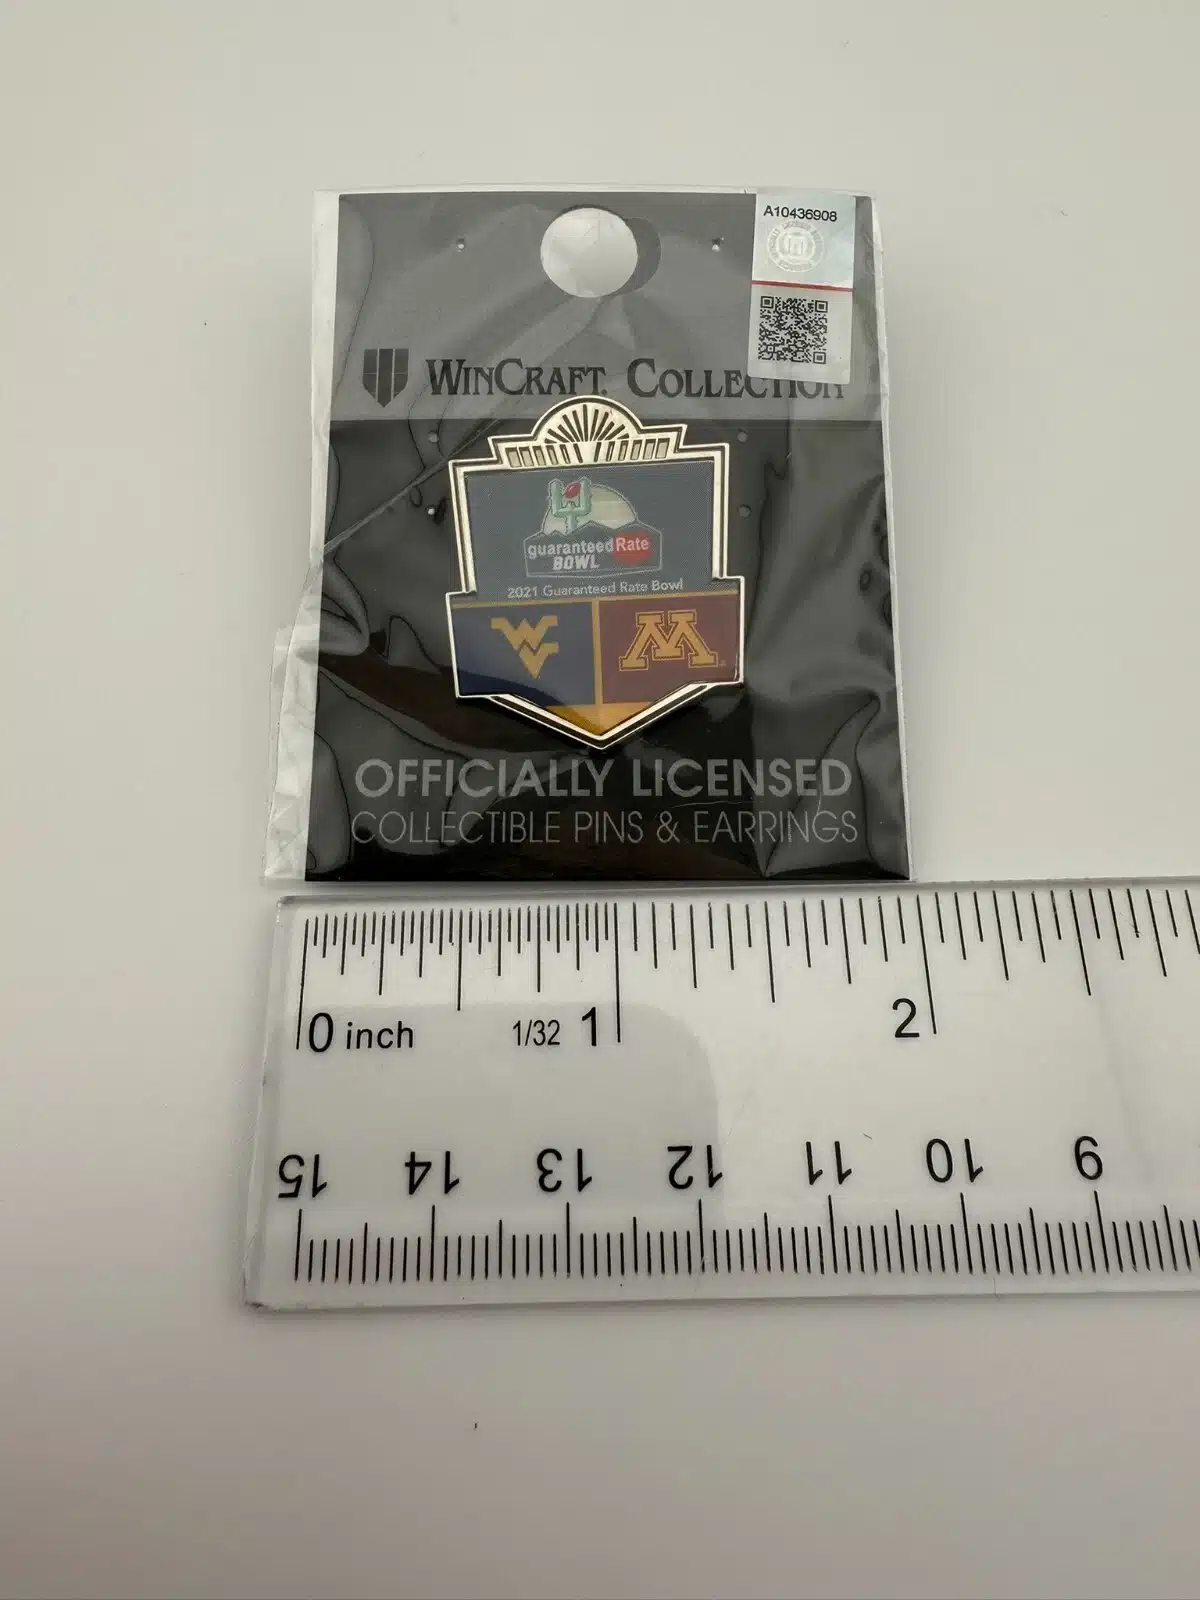 A10436908
WINCRAFT. COLLECTION
guaranteed Rate
BOWL
2021 Guaranteed Rate Bowl
WV
M
OFFICIALLY LICENSED
COLLECTIBLE PINS & EARRINGS
0 inch 1/32 1 2
15 14 13 12 11 10 9